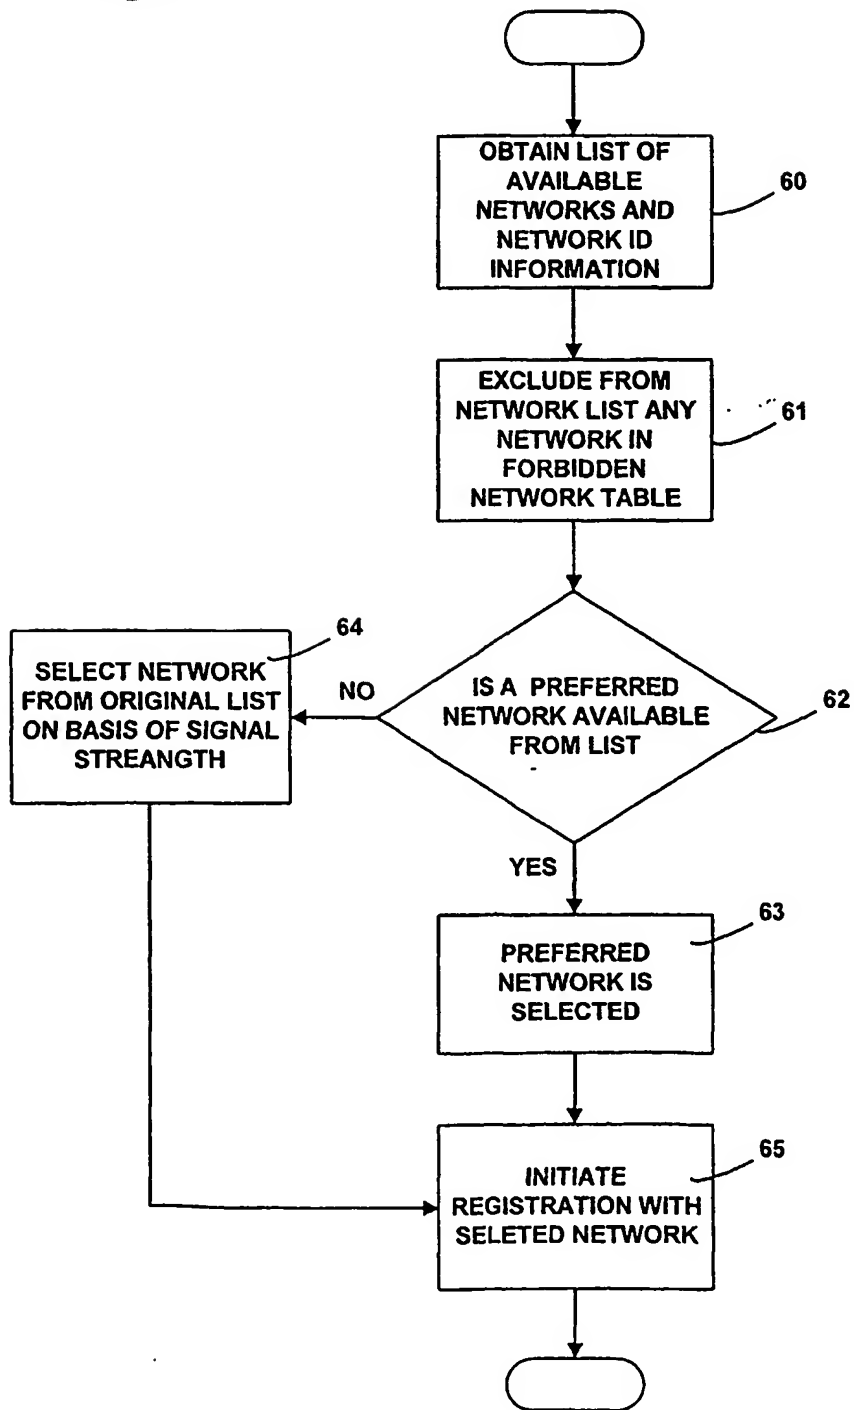 OBTAIN LIST OF
AVAILABLE
NETWORKS AND
NETWORK ID
INFORMATION
60
EXCLUDE FROM
NETWORK LIST ANY
NETWORK IN
FORBIDDEN
NETWORK TABLE
61
IS A PREFERRED
NETWORK AVAILABLE
FROM LIST
62
NO
64
SELECT NETWORK
FROM ORIGINAL LIST
ON BASIS OF SIGNAL
STREANGTH
YES
63
PREFERRED
NETWORK IS
SELECTED
65
INITIATE
REGISTRATION WITH
SELETED NETWORK